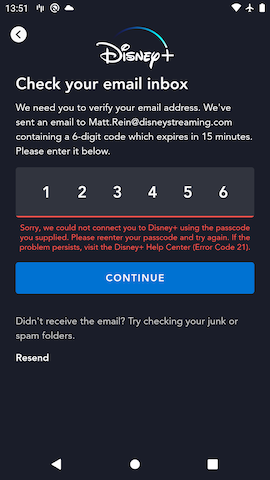 13:51
Disney+
Check your email inbox
We need to verify your email address. We've
sent an email to Matt.Rein@disneystreaming.com
containing a 6-digit code which expires in 15 minutes.
Please enter it below.
1 2 3 4 5 6
Sorry, we could not connect you to Disney+ using the passcode
you supplied. Please reenter your passcode and try again. If the
problem persists, visit the Disney+ Help Center (Error Code 21).
CONTINUE
Didn't receive the email? Try checking your junk or
spam folders.
Resend